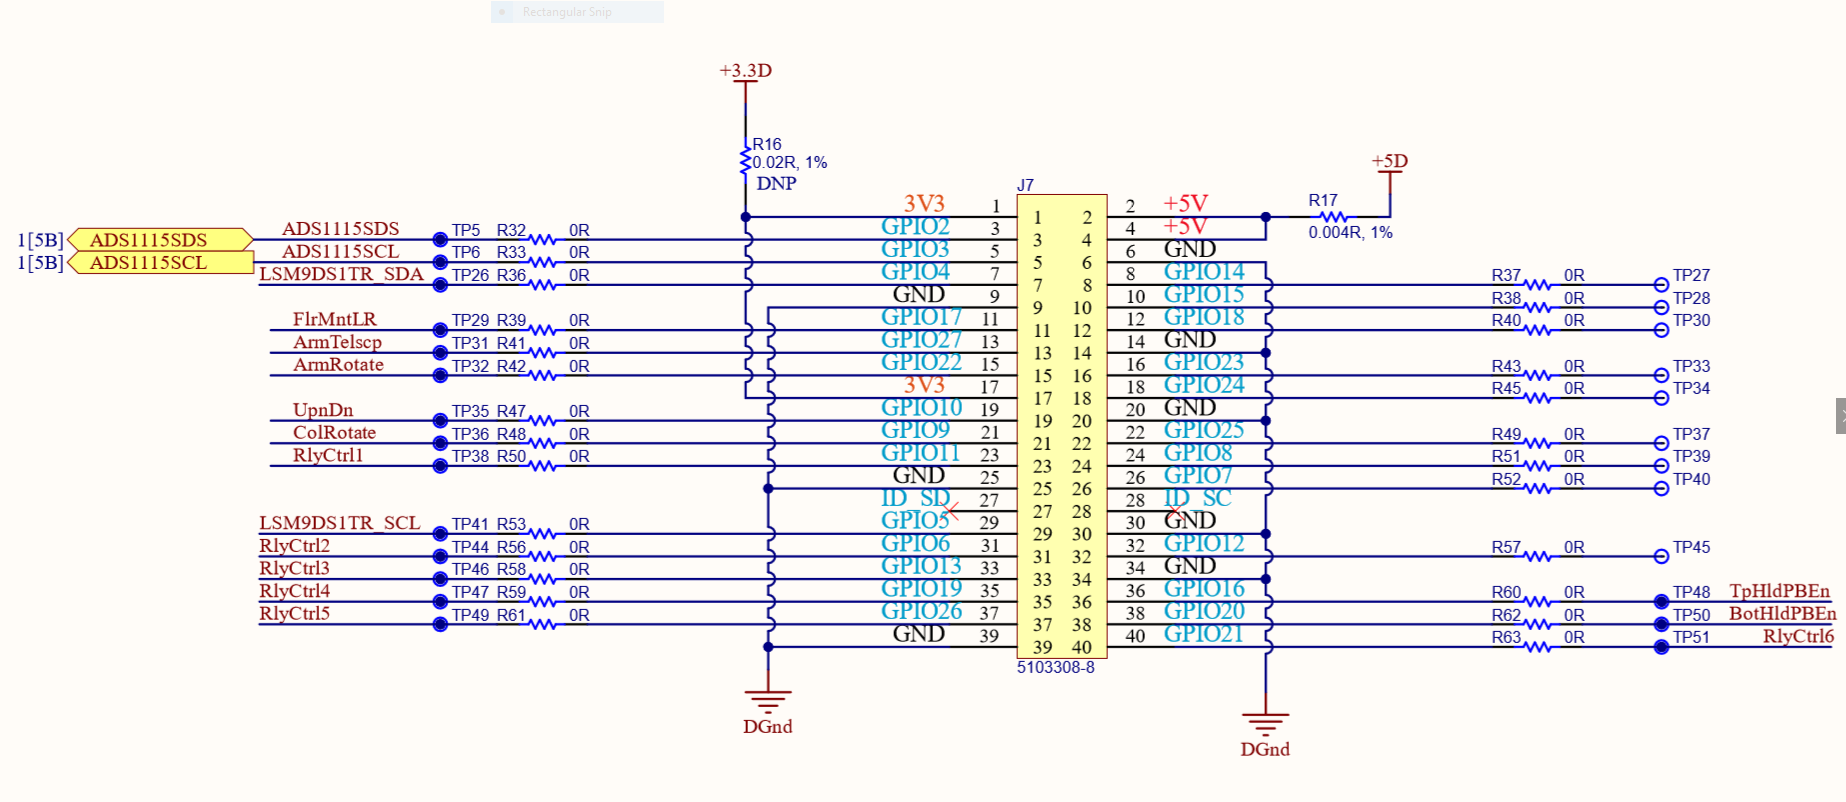 Rectangular Snip
+3.3D
R16
0.02R, 1%
DNP
+5D
R17
0.004R, 1%
J7
3V3 1 1 2 2 +5V
1[5B] ADS1115SDS ADS1115SDS TP5 R32 0R GPIO2 3 3 4 4 +5V
1[5B] ADS1115SCL ADS1115SCL TP6 R33 0R GPIO3 5 5 6 6 GND
LSM9DS1TR_SDA TP26 R36 0R GPIO4 7 7 8 8 GPIO14 R37 0R TP27
GND 9 9 10 10 GPIO15 R38 0R TP28
FlrMntLR TP29 R39 0R GPIO17 11 11 12 12 GPIO18 R40 0R TP30
ArmTelscp TP31 R41 0R GPIO27 13 13 14 14 GND
ArmRotate TP32 R42 0R GPIO22 15 15 16 16 GPIO23 R43 0R TP33
3V3 17 17 18 18 GPIO24 R45 0R TP34
UpnDn TP35 R47 0R GPIO10 19 19 20 20 GND
ColRotate TP36 R48 0R GPIO9 21 21 22 22 GPIO25 R49 0R TP37
RlyCtrl1 TP38 R50 0R GPIO11 23 23 24 24 GPIO8 R51 0R TP39
GND 25 25 26 26 GPIO7 R52 0R TP40
ID_SD 27 27 28 28 ID_SC
LSM9DS1TR_SCL TP41 R53 0R GPIO5 29 29 30 30 GND
RlyCtrl2 TP44 R56 0R GPIO6 31 31 32 32 GPIO12 R57 0R TP45
RlyCtrl3 TP46 R58 0R GPIO13 33 33 34 34 GND
RlyCtrl4 TP47 R59 0R GPIO19 35 35 36 36 GPIO16 R60 0R TP48 TpHldPBEn
RlyCtrl5 TP49 R61 0R GPIO26 37 37 38 38 GPIO20 R62 0R TP50 BotHldPBEn
GND 39 39 40 40 GPIO21 R63 0R TP51 RlyCtrl6
5103308-8
DGnd
DGnd